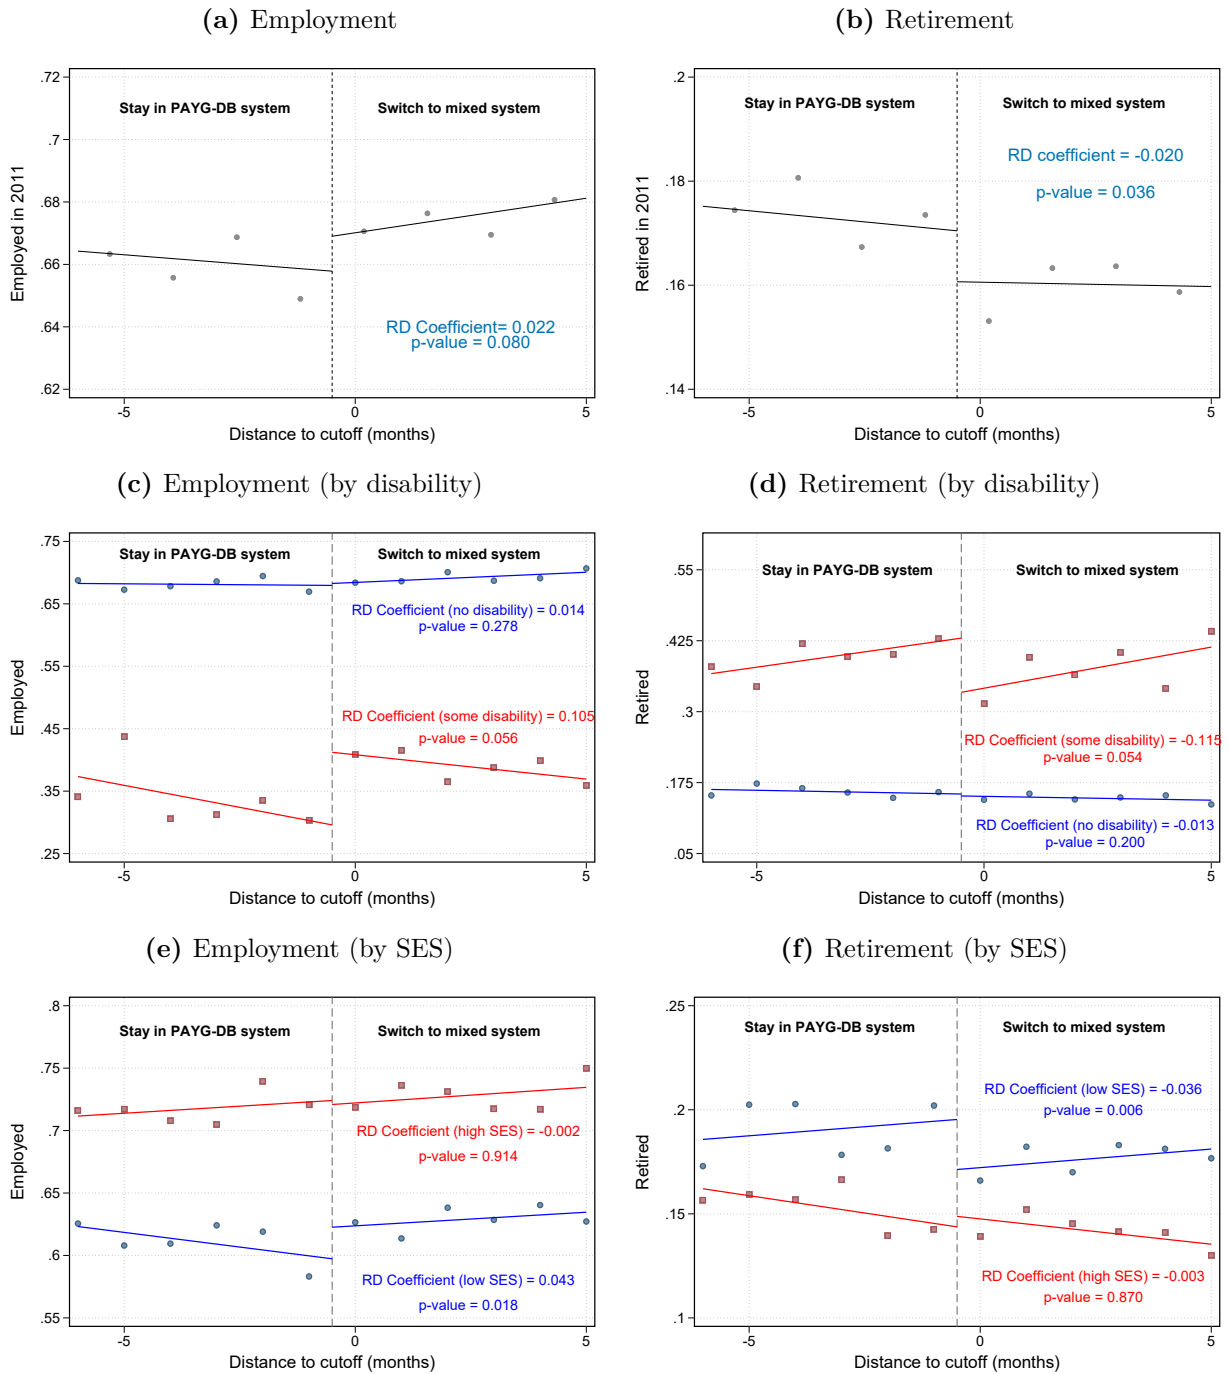 (a) Employment
.72
.7
.68
.66
.64
.62
Employed in 2011
Stay in PAYG-DB system
Switch to mixed system
RD Coefficient= 0.022
p-value = 0.080
-5
0
5
Distance to cutoff (months)
(b) Retirement
.2
.18
.16
.14
Retired in 2011
Stay in PAYG-DB system
Switch to mixed system
RD coefficient = -0.020
p-value = 0.036
-5
0
5
Distance to cutoff (months)
(c) Employment (by disability)
.75
.65
.55
.45
.35
.25
Employed
Stay in PAYG-DB system
Switch to mixed system
RD Coefficient (no disability) = 0.014
p-value = 0.278
RD Coefficient (some disability) = 0.105
p-value = 0.056
-5
0
5
Distance to cutoff (months)
(d) Retirement (by disability)
.55
.425
.3
.175
.05
Retired
Stay in PAYG-DB system
Switch to mixed system
RD Coefficient (some disability) = -0.115
p-value = 0.054
RD Coefficient (no disability) = -0.013
p-value = 0.200
-5
0
5
Distance to cutoff (months)
(e) Employment (by SES)
.8
.75
.7
.65
.6
.55
Employed
Stay in PAYG-DB system
Switch to mixed system
RD Coefficient (high SES) = -0.002
p-value = 0.914
RD Coefficient (low SES) = 0.043
p-value = 0.018
-5
0
5
Distance to cutoff (months)
(f) Retirement (by SES)
.25
.2
.15
.1
Retired
Stay in PAYG-DB system
Switch to mixed system
RD Coefficient (low SES) = -0.036
p-value = 0.006
RD Coefficient (high SES) = -0.003
p-value = 0.870
-5
0
5
Distance to cutoff (months)